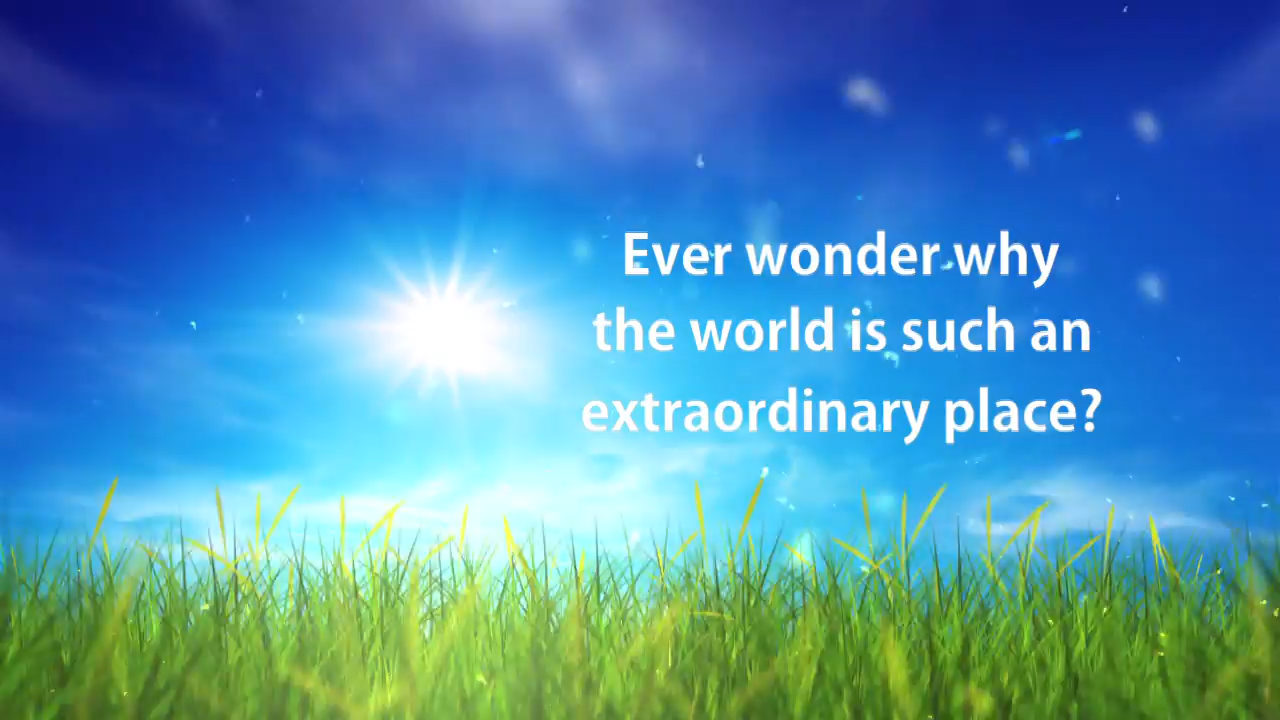 Ever wonder why
the world is such an
extraordinary place?